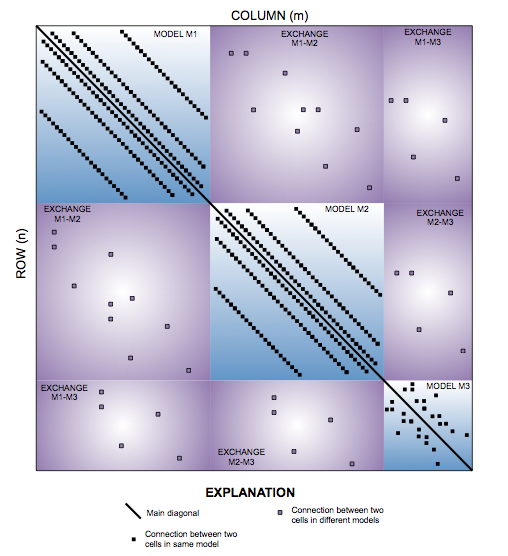 COLUMN (m)
MODEL M1
EXCHANGE
M1-M2
EXCHANGE
M1-M3
ROW (n)
EXCHANGE
M1-M2
MODEL M2
EXCHANGE
M2-M3
EXCHANGE
M1-M3
EXCHANGE
M2-M3
MODEL M3
EXPLANATION
Main diagonal
Connection between two
cells in same model
Connection between two
cells in different models